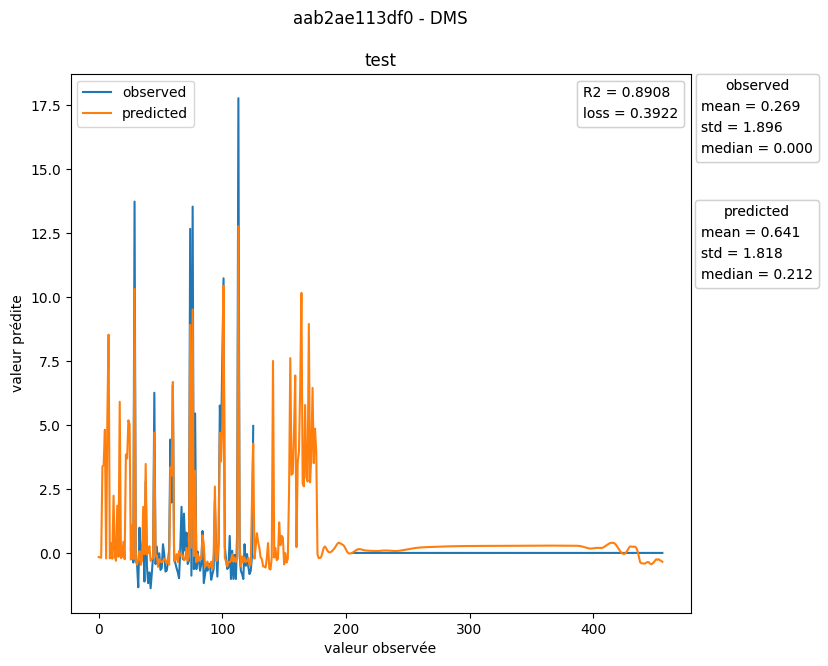 aab2ae113df0 - DMS
test
observed
predicted
R2 = 0.8908
loss = 0.3922
observed
mean = 0.269
std = 1.896
median = 0.000
predicted
mean = 0.641
std = 1.818
median = 0.212
valeur prédite
17.5
15.0
12.5
10.0
7.5
5.0
2.5
0.0
0
100
200
300
400
valeur observée